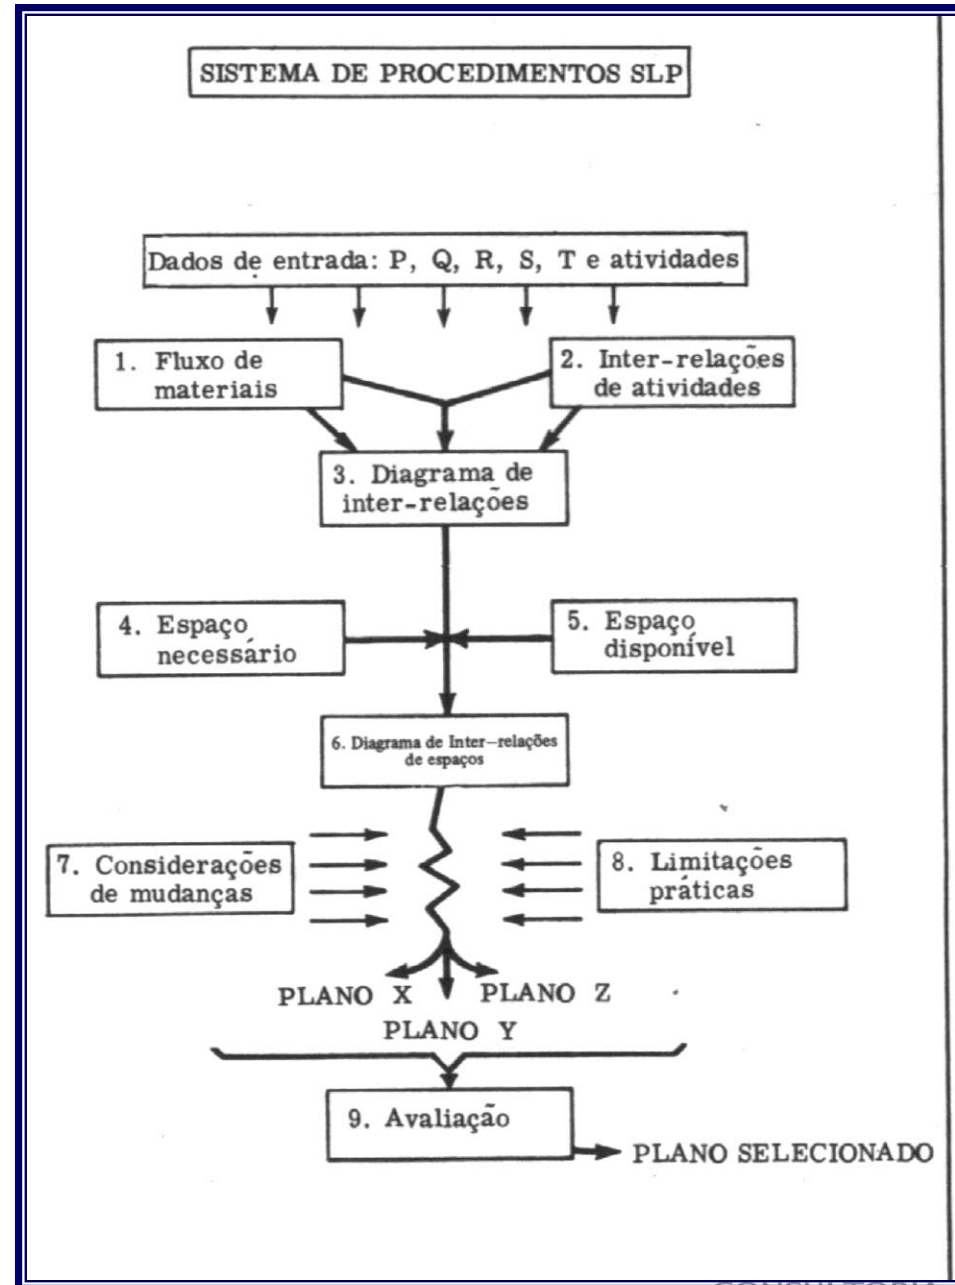 SISTEMA DE PROCEDIMENTOS SLP
Dados de entrada: P, Q, R, S, T e atividades
1. Fluxo de
materiais
2. Inter-relações
de atividades
3. Diagrama de
inter-relações
4. Espaço
necessário
5. Espaço
disponível
6. Diagrama de Inter-relações
de espaços
7. Considerações
de mudanças
8. Limitações
práticas
PLANO X
PLANO Z
PLANO Y
9. Avaliação
PLANO SELECIONADO